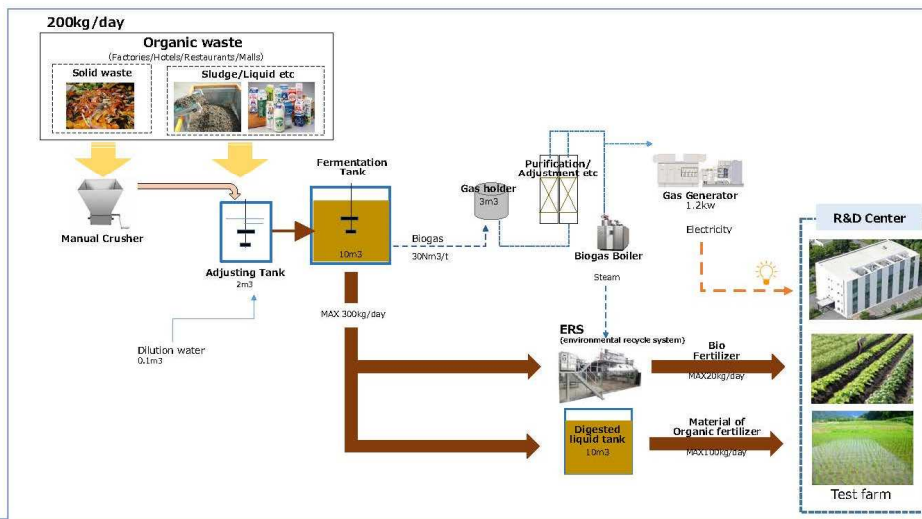 200kg/day
Organic waste
(Factories/Hotels/Restaurants/Malls)
Solid waste
Sludge/Liquid etc
Manual Crusher
Adjusting Tank
2m3
Dilution water
0.1m3
Fermentation
Tank
10m3
Biogas
30Nm3/t
MAX 300kg/day
Gas holder
3m3
Purification/
Adjustment etc
Biogas Boiler
Steam
Gas Generator
1.2kw
Electricity
ERS
(environmental recycle system)
Bio
Fertilizer
MAX20kg/day
Digested
liquid tank
10m3
Material of
Organic fertilizer
MAX100kg/day
R&D Center
Test farm